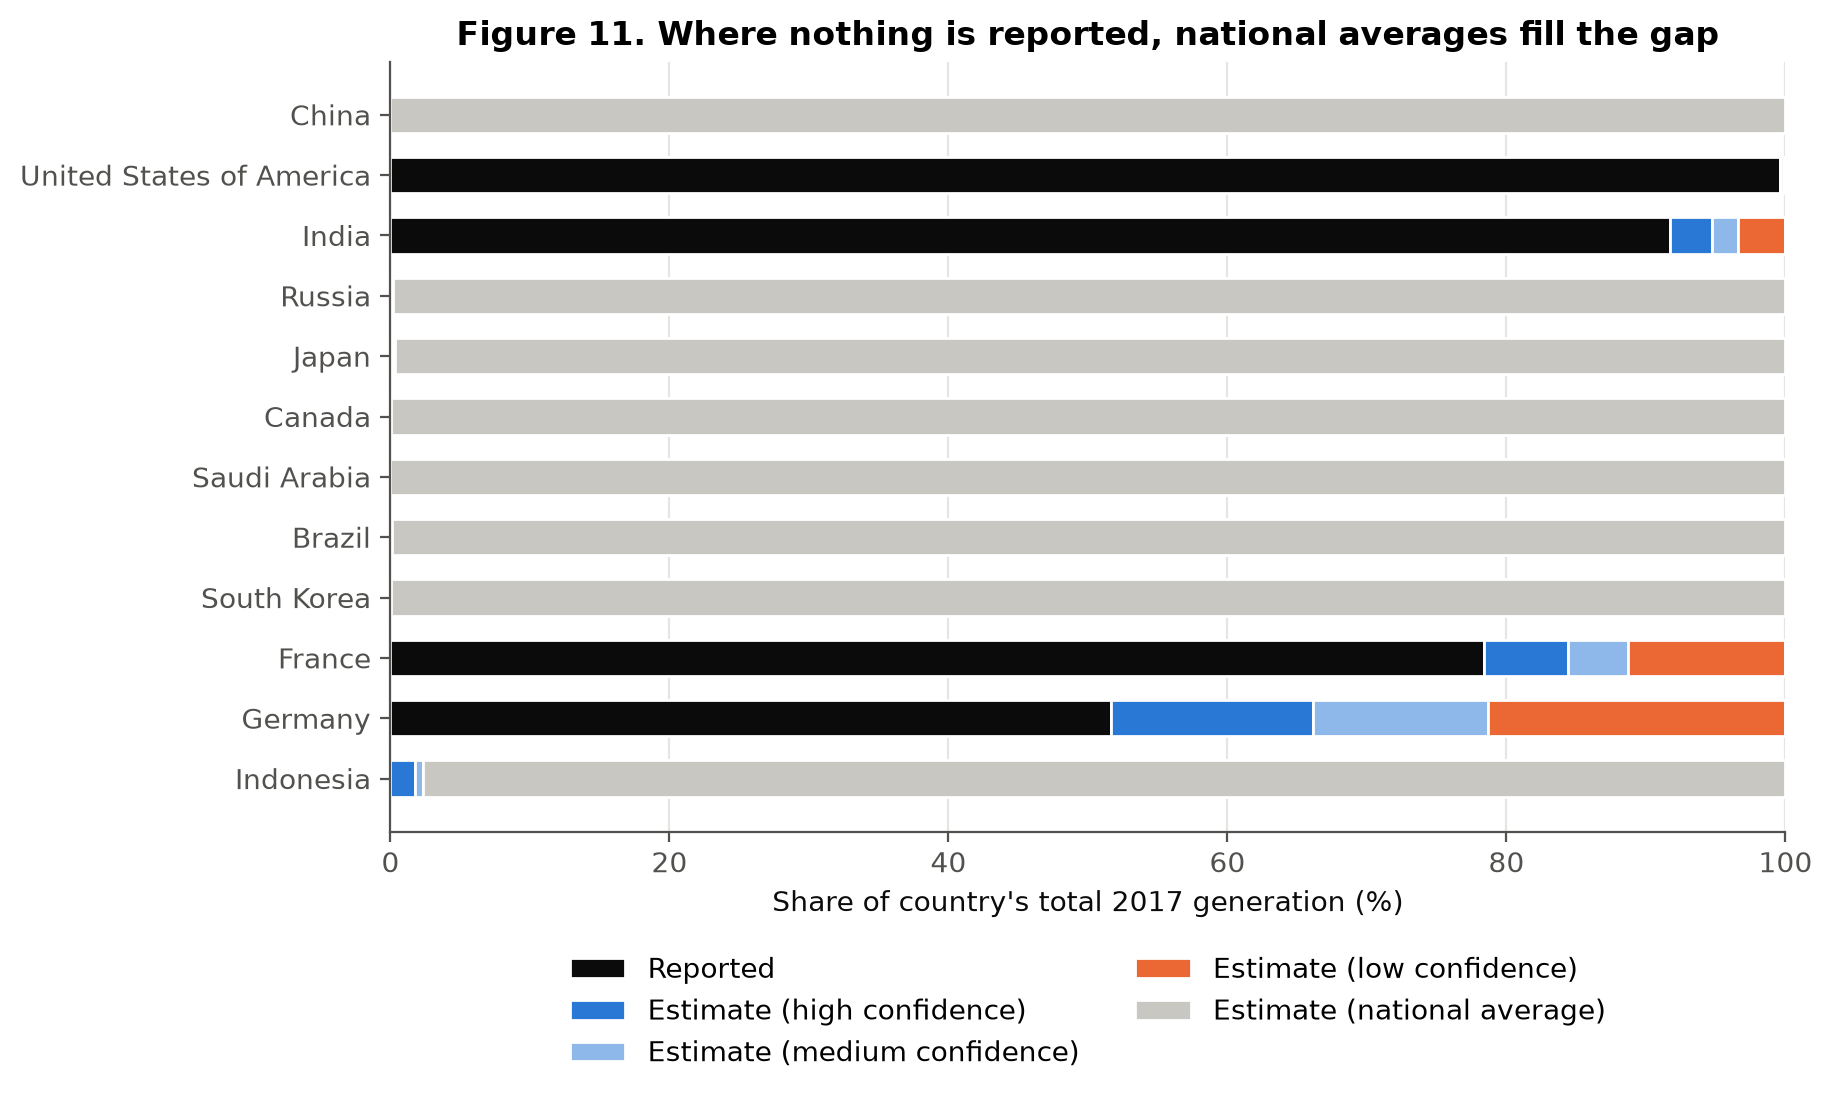 Figure 11. Where nothing is reported, national averages fill the gap
China
United States of America
India
Russia
Japan
Canada
Saudi Arabia
Brazil
South Korea
France
Germany
Indonesia
0 20 40 60 80 100
Share of country's total 2017 generation (%)
Reported
Estimate (high confidence)
Estimate (medium confidence)
Estimate (low confidence)
Estimate (national average)